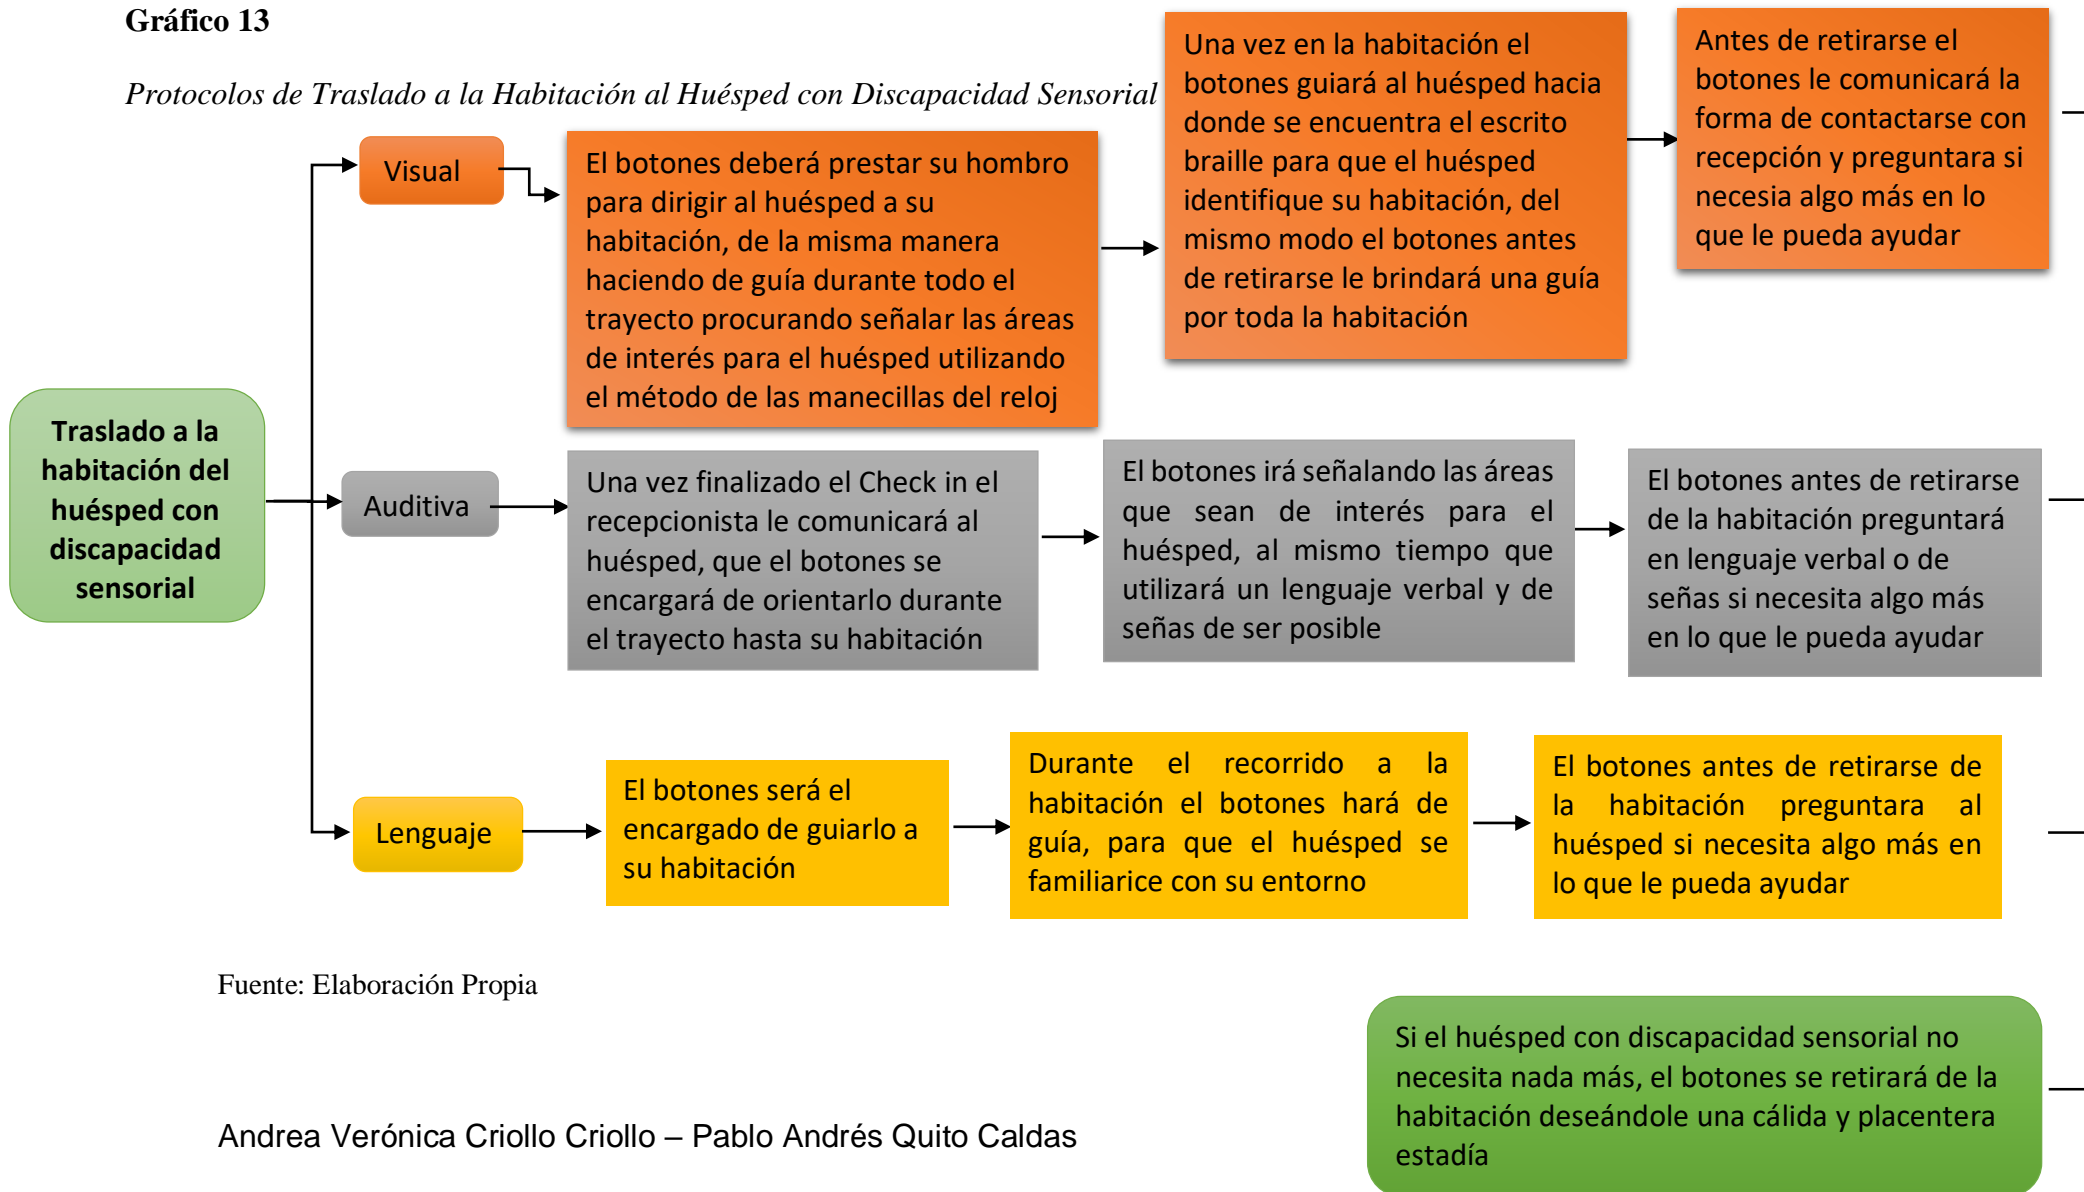 Gráfico 13
Protocolos de Traslado a la Habitación al Huésped con Discapacidad Sensorial
Traslado a la
habitación del
huésped con
discapacidad
sensorial
Visual
El botones deberá prestar su hombro
para dirigir al huésped a su
habitación, de la misma manera
haciendo de guía durante todo el
trayecto procurando señalar las áreas
de interés para el huésped utilizando
el método de las manecillas del reloj
Una vez en la habitación el
botones guiará al huésped hacia
donde se encuentra el escrito
braille para que el huésped
identifique su habitación, del
mismo modo el botones antes
de retirarse le brindará una guía
por toda la habitación
Antes de retirarse el
botones le comunicará la
forma de contactarse con
recepción y preguntara si
necesia algo más en lo
que le pueda ayudar
Auditiva
Una vez finalizado el Check in el
recepcionista le comunicará al
huésped, que el botones se
encargará de orientarlo durante
el trayecto hasta su habitación
El botones irá señalando las áreas
que sean de interés para el
huésped, al mismo tiempo que
utilizará un lenguaje verbal y de
señas de ser posible
El botones antes de retirarse
de la habitación preguntará
en lenguaje verbal o de
señas si necesita algo más
en lo que le pueda ayudar
Lenguaje
El botones será el
encargado de guiarlo a
su habitación
Durante el recorrido a la
habitación el botones hará de
guía, para que el huésped se
familiarice con su entorno
El botones antes de retirarse de
la habitación preguntara al
huésped si necesita algo más en
lo que le pueda ayudar
Fuente: Elaboración Propia
Si el huésped con discapacidad sensorial no
necesita nada más, el botones se retirará de la
habitación deseándole una cálida y placentera
estadía
Andrea Verónica Criollo Criollo – Pablo Andrés Quito Caldas